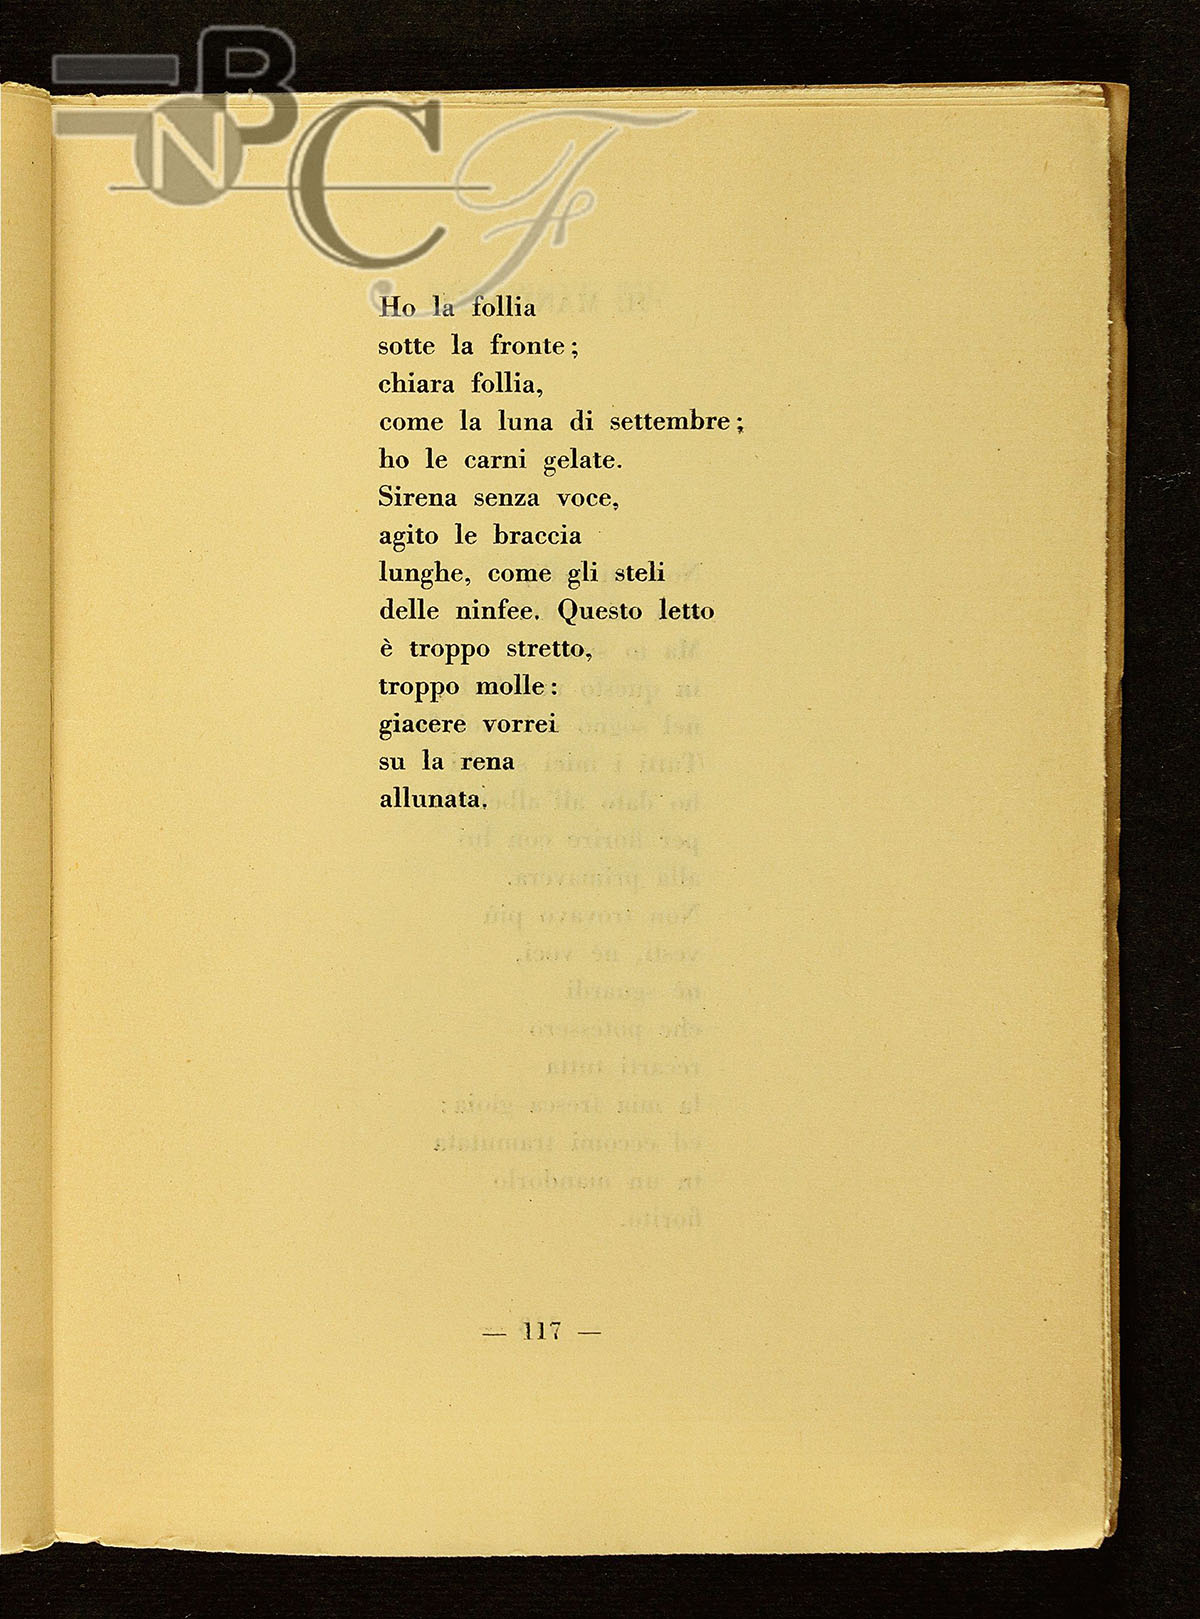 NBCF
Ho la follia
sotte la fronte;
chiara follia,
come la luna di settembre;
ho le carni gelate.
Sirena senza voce,
agito le braccia
lunghe, come gli steli
delle ninfee. Questo letto
è troppo stretto,
troppo molle:
giacere vorrei
su la rena
allunata.
— 117 —